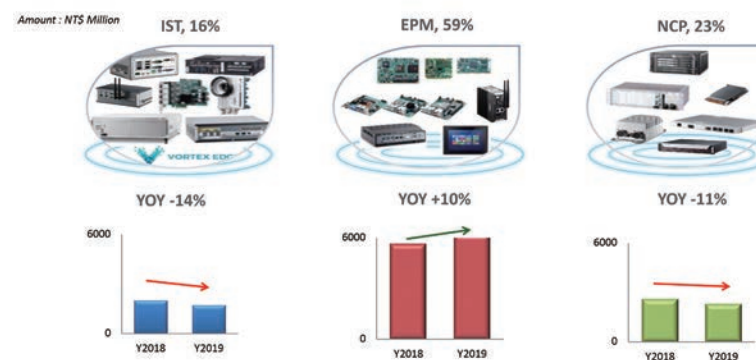 Amount : NT$ Million
IST, 16%
EPM, 59%
NCP, 23%
VORTEX EDG
YOY -14%
YOY +10%
YOY -11%
6000
0
Y2018 Y2019
6000
0
Y2018 Y2019
6000
0
Y2018 Y2019